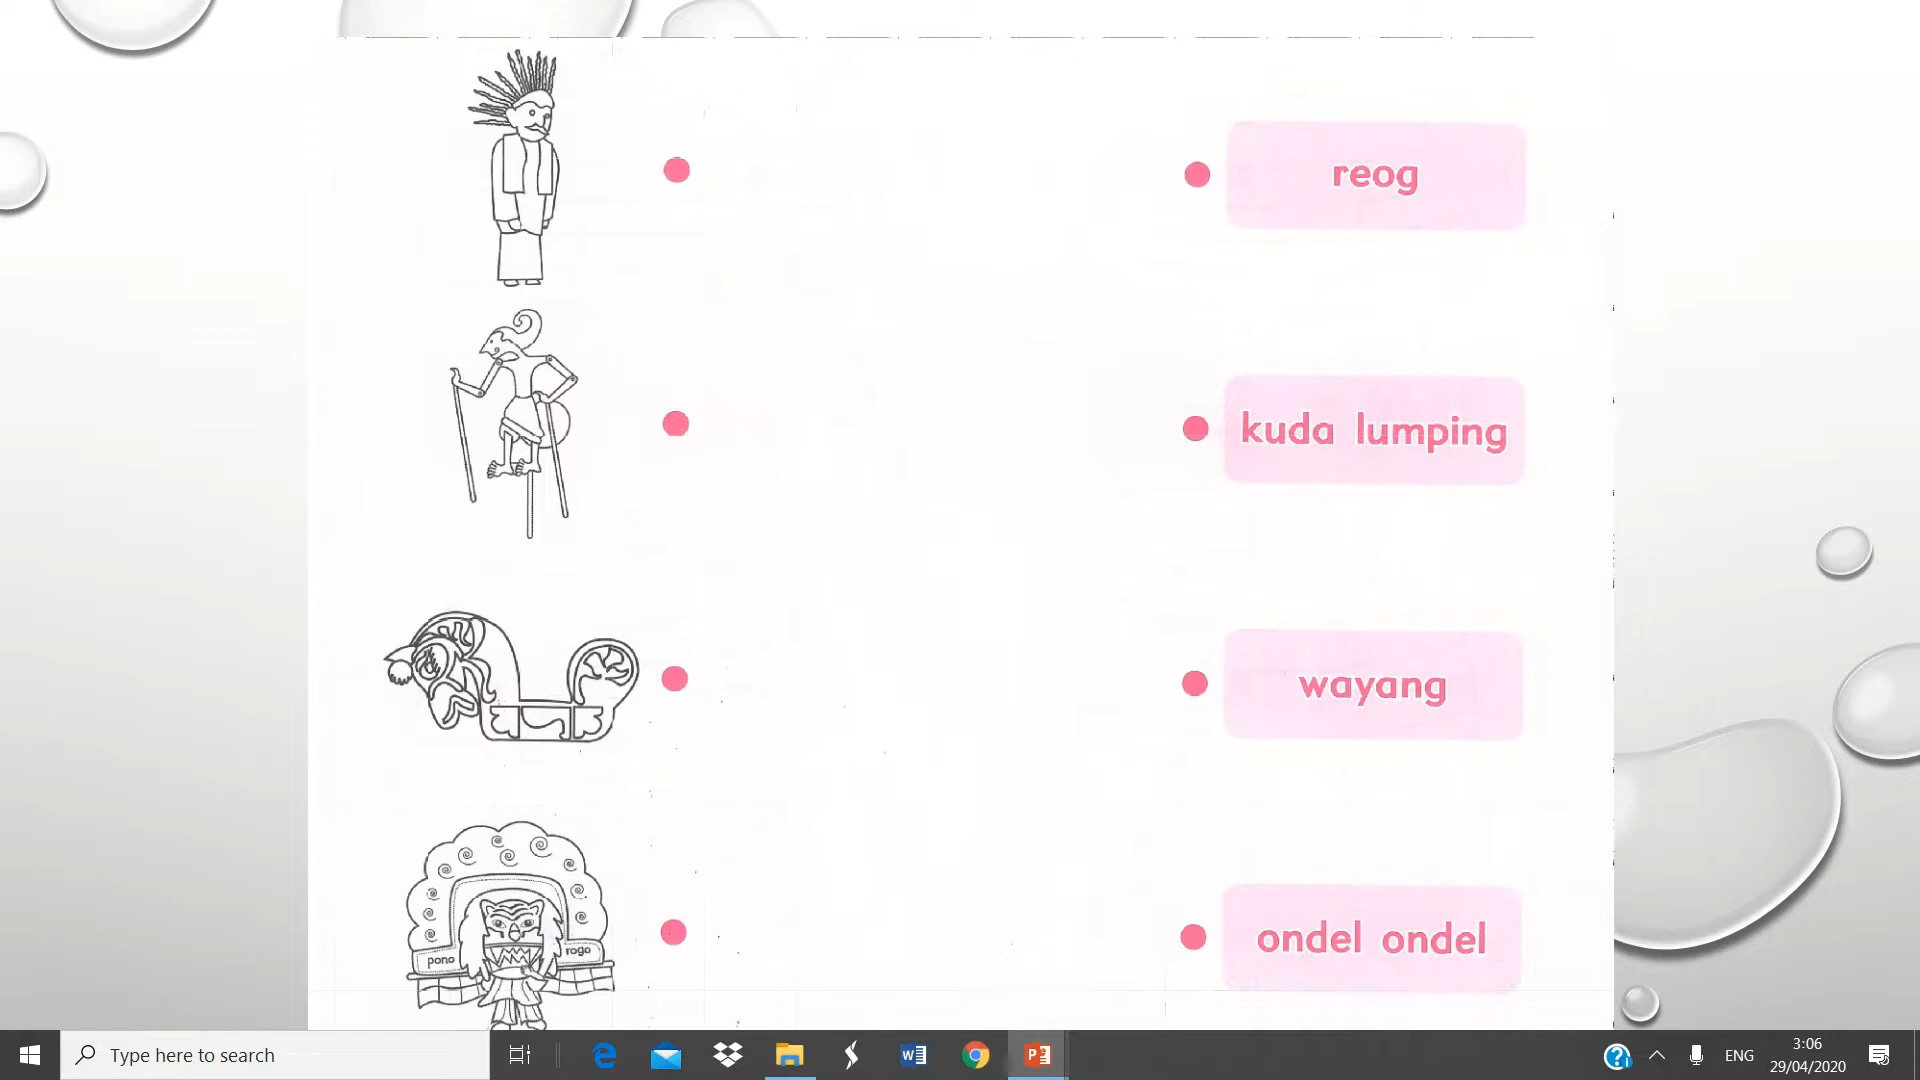 reog
kuda lumping
wayang
pono
rogo
ondel ondel
Type here to search
ENG
3:06
29/04/2020